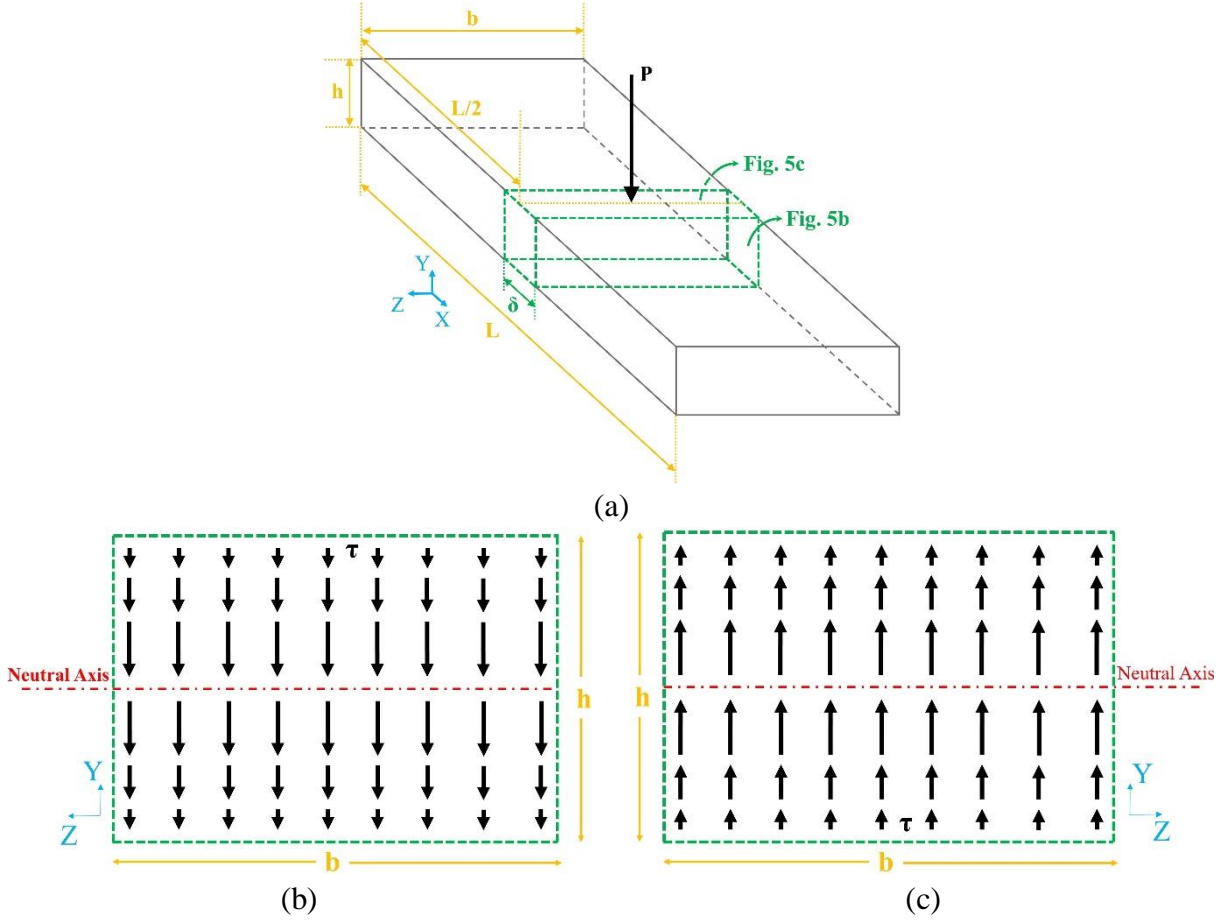 b
h
P
L/2
Fig. 5c
Fig. 5b
Y
Z
X
δ
L
(a)
τ
Neutral Axis
h
Y
Z
b
(b)
h
Neutral Axis
τ
Y
Z
b
(c)